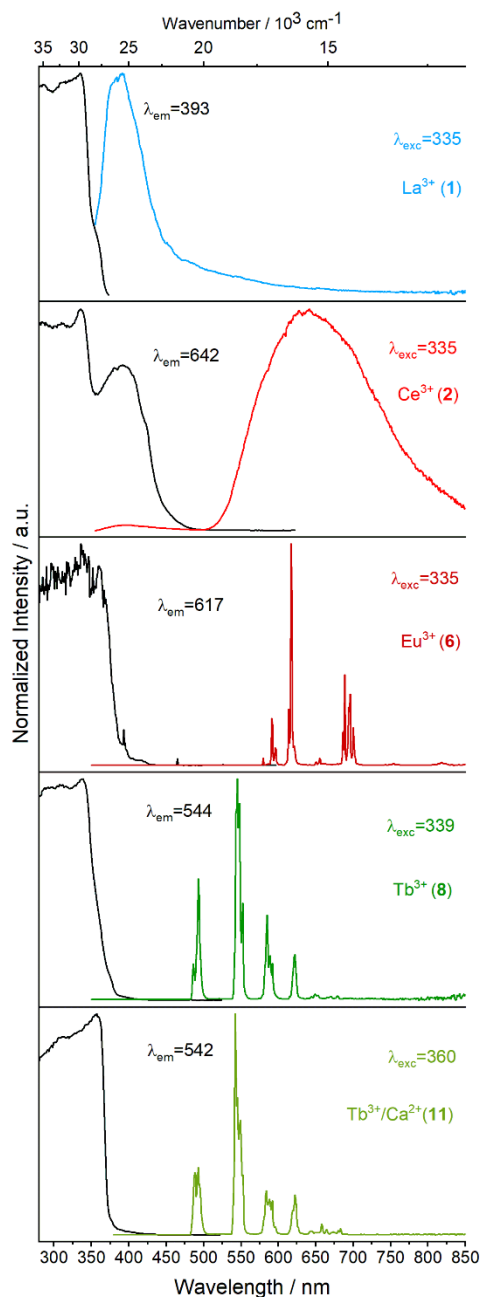 Wavenumber / 10³ cm⁻¹
35 30 25 20 15
λem=393
λexc=335
La³⁺ (1)
λem=642
λexc=335
Ce³⁺ (2)
λem=617
λexc=335
Eu³⁺ (6)
λem=544
λexc=339
Tb³⁺ (8)
λem=542
λexc=360
Tb³⁺/Ca²⁺(11)
Normalized Intensity / a.u.
300 350 400 450 500 550 600 650 700 750 800 850
Wavelength / nm